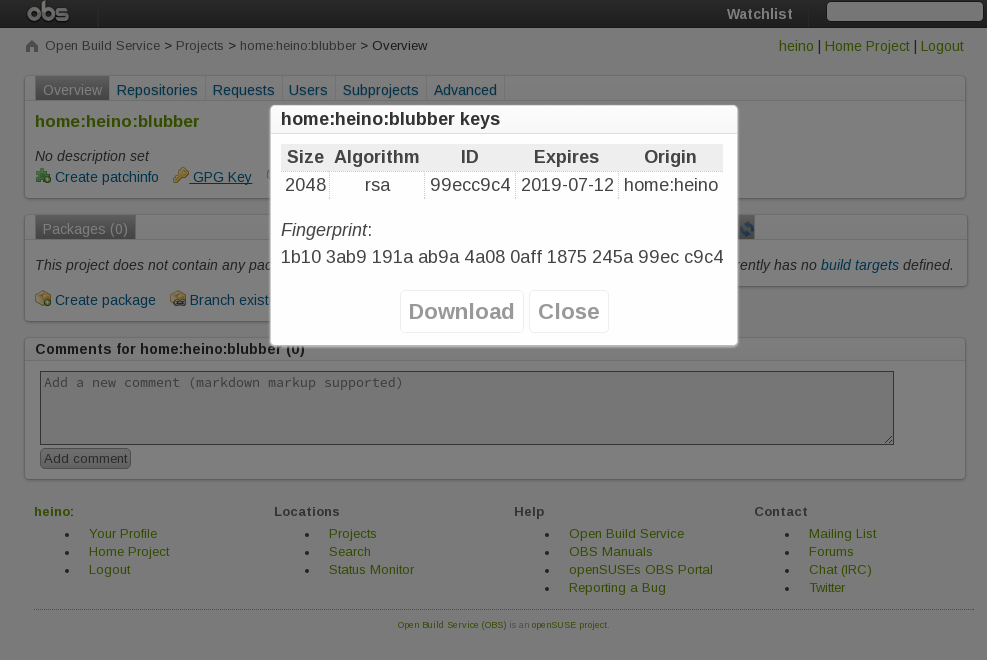 obs
Watchlist
Open Build Service > Projects > home:heino:blubber > Overview
heino | Home Project | Logout
Overview Repositories Requests Users Subprojects Advanced
home:heino:blubber
No description set
Create patchinfo GPG Key
home:heino:blubber keys
Size Algorithm ID Expires Origin
2048 rsa 99ecc9c4 2019-07-12 home:heino
Fingerprint:
1b10 3ab9 191a ab9a 4a08 0aff 1875 245a 99ec c9c4
Download Close
Packages (0)
This project does not contain any
has no build targets defined.
Create package Branch
Comments for home:heino:blubber (0)
Add a new comment (markdown markup supported)
Add comment
heino:
Your Profile
Home Project
Logout
Locations
Projects
Search
Status Monitor
Help
Open Build Service
OBS Manuals
openSUSEs OBS Portal
Reporting a Bug
Contact
Mailing List
Forums
Chat (IRC)
Twitter
Open Build Service (OBS) is an openSUSE project.